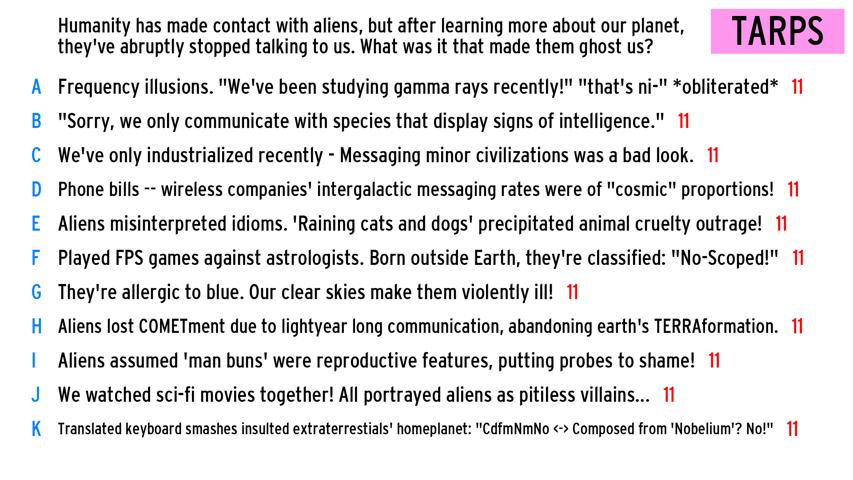 Humanity has made contact with aliens, but after learning more about our planet,
they've abruptly stopped talking to us. What was it that made them ghost us?
TARPS
A Frequency illusions. "We've been studying gamma rays recently!" "that's ni-" *obliterated* 11
B "Sorry, we only communicate with species that display signs of intelligence." 11
C We've only industrialized recently - Messaging minor civilizations was a bad look. 11
D Phone bills -- wireless companies' intergalactic messaging rates were of "cosmic" proportions! 11
E Aliens misinterpreted idioms. 'Raining cats and dogs' precipitated animal cruelty outrage! 11
F Played FPS games against astrologists. Born outside Earth, they're classified: "No-Scoped!" 11
G They're allergic to blue. Our clear skies make them violently ill! 11
H Aliens lost COMETment due to lightyear long communication, abandoning earth's TERRAformation. 11
I Aliens assumed 'man buns' were reproductive features, putting probes to shame! 11
J We watched sci-fi movies together! All portrayed aliens as pitiless villains... 11
K Translated keyboard smashes insulted extraterrestials' homeplanet: "CdfmNmNo <-> Composed from 'Nobelium'? No!" 11